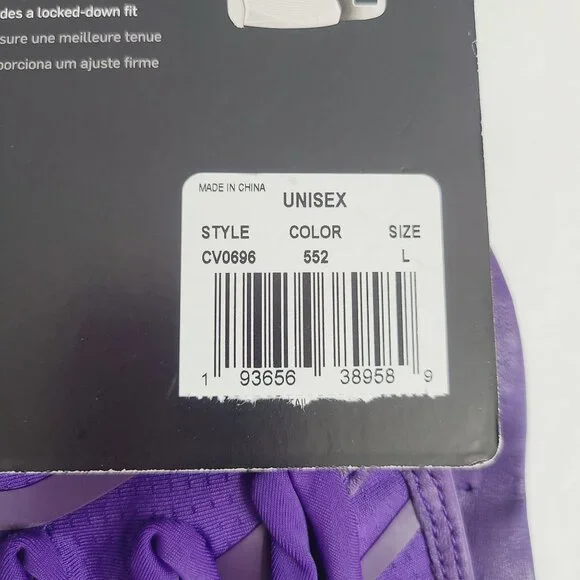 des a locked-down fit
sure une meilleure tenue
orciona um ajuste firme
MADE IN CHINA
UNISEX
STYLE COLOR SIZE
CV0696 552 L
1 93656 38958 9